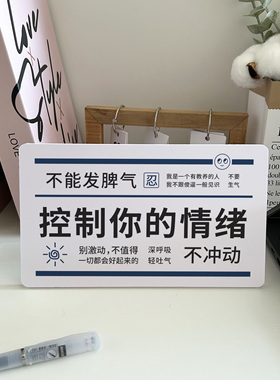 love
Style
LOVE
不能发脾气 忍 我是一个有教养的人 不要
我不跟傻逼一般见识 生气
控制你的情绪
别激动，不值得 深呼吸 不冲动
一切都会好起来的 轻吐气